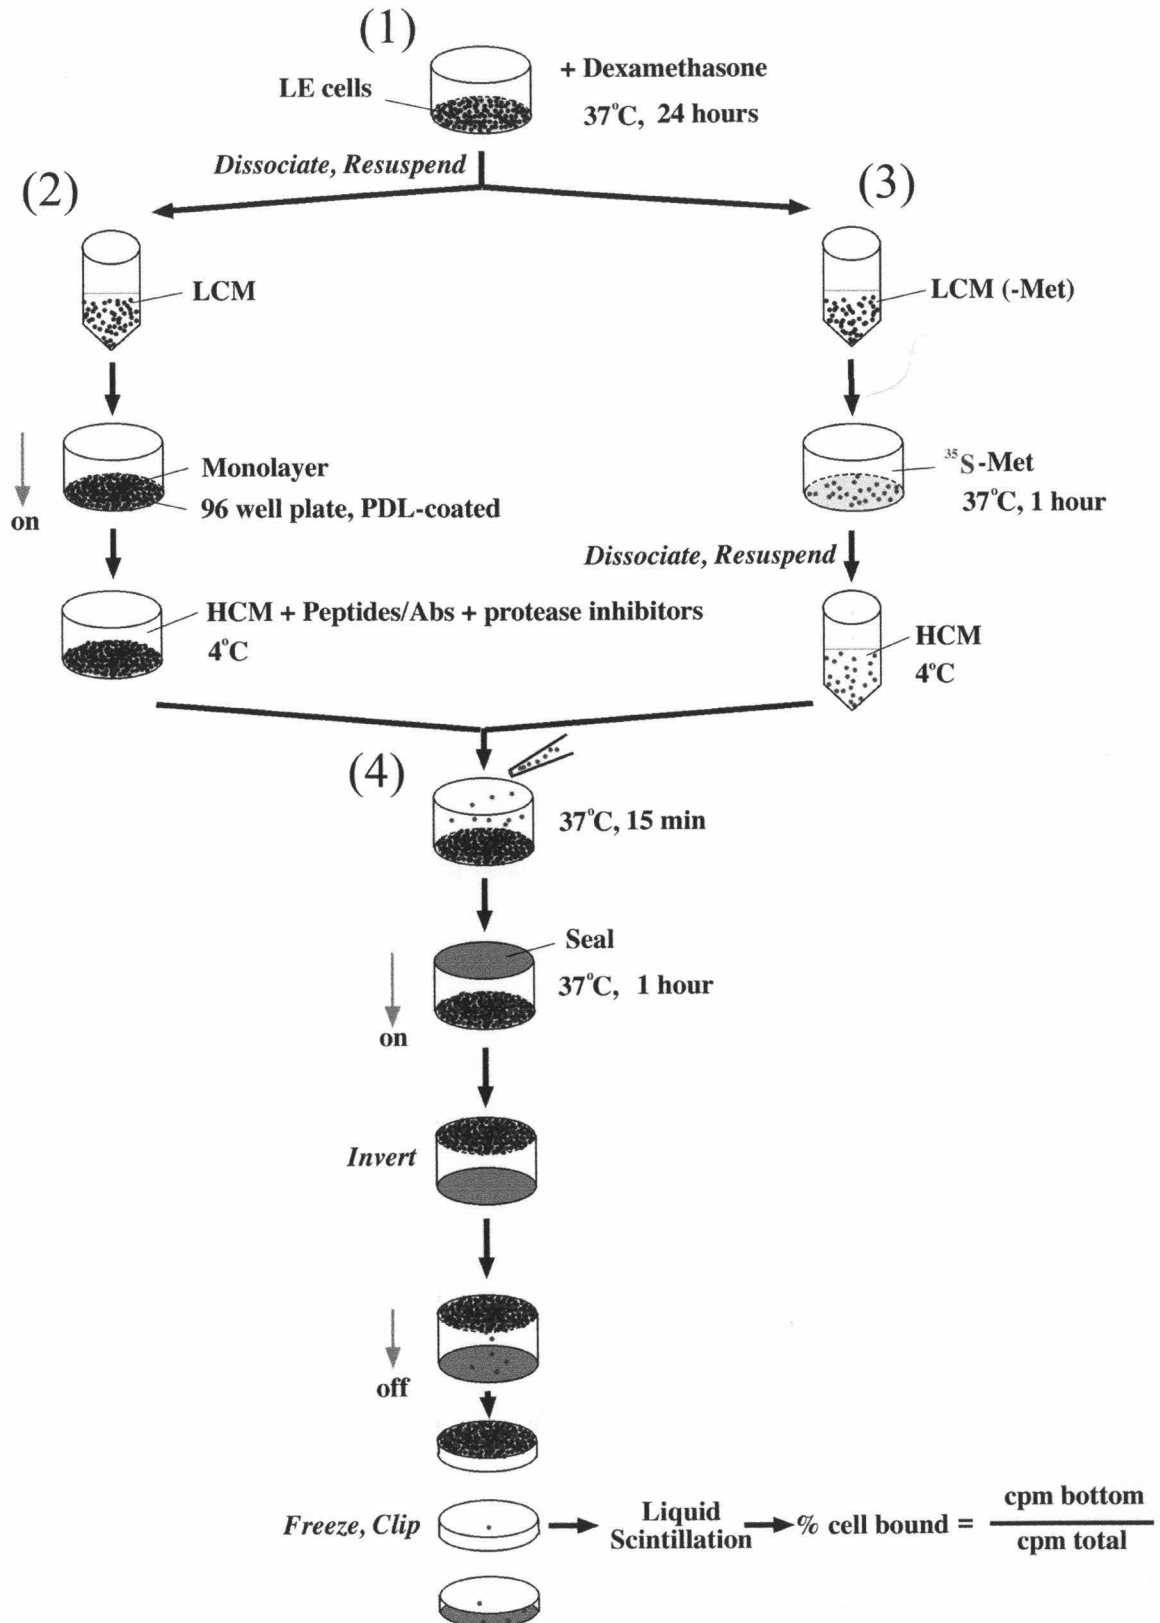 (1)
LE cells
+ Dexamethasone
37°C, 24 hours
Dissociate, Resuspend
(2)
(3)
LCM
LCM (-Met)
on
Monolayer
96 well plate, PDL-coated
³⁵S-Met
37°C, 1 hour
Dissociate, Resuspend
HCM + Peptides/Abs + protease inhibitors
4°C
HCM
4°C
(4)
37°C, 15 min
Seal
37°C, 1 hour
on
Invert
off
Freeze, Clip
Liquid
Scintillation
% cell bound =
cpm bottom
cpm total